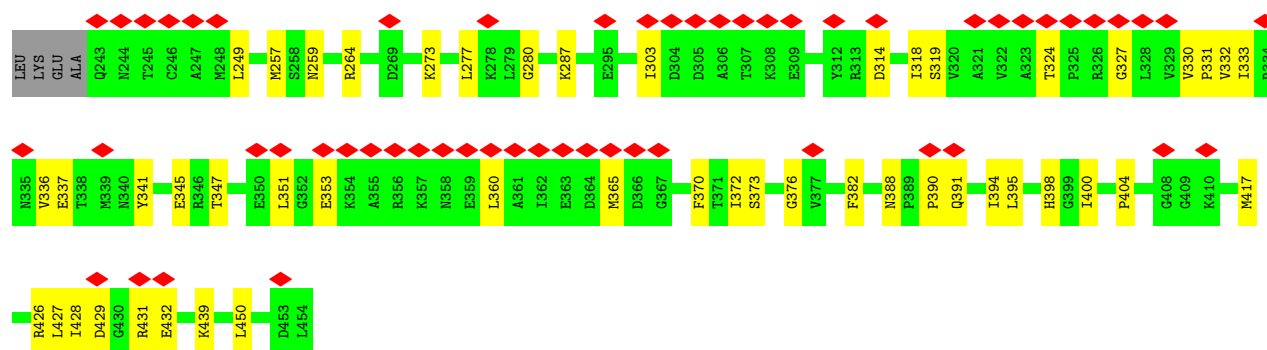 LEU LYS GLU ALA Q243 N244 T245 C246 A247 M248 L249 M257 S258 N259 R264 D269 K273 L277 K278 L279 G280 K287 E295 I303 D304 D305 A306 T307 K308 E309 Y312 R313 D314 I318 S319 V320 A321 V322 A323 T324 P325 R326 G327 L328 V329 V330 P331 V332 I333
N335 V336 E337 T338 M339 N340 Y341 E345 R346 T347 E350 L351 G352 E353 K354 A355 R356 K357 N358 E359 L360 A361 I362 E363 D364 M365 D366 G367 F370 T371 I372 S373 G376 V377 F382 N388 P389 P390 Q391 I394 L395 H398 G399 I400 P404 G408 G409 K410 M417
R426 L427 I428 D429 G430 R431 E432 K439 L450 D453 L454